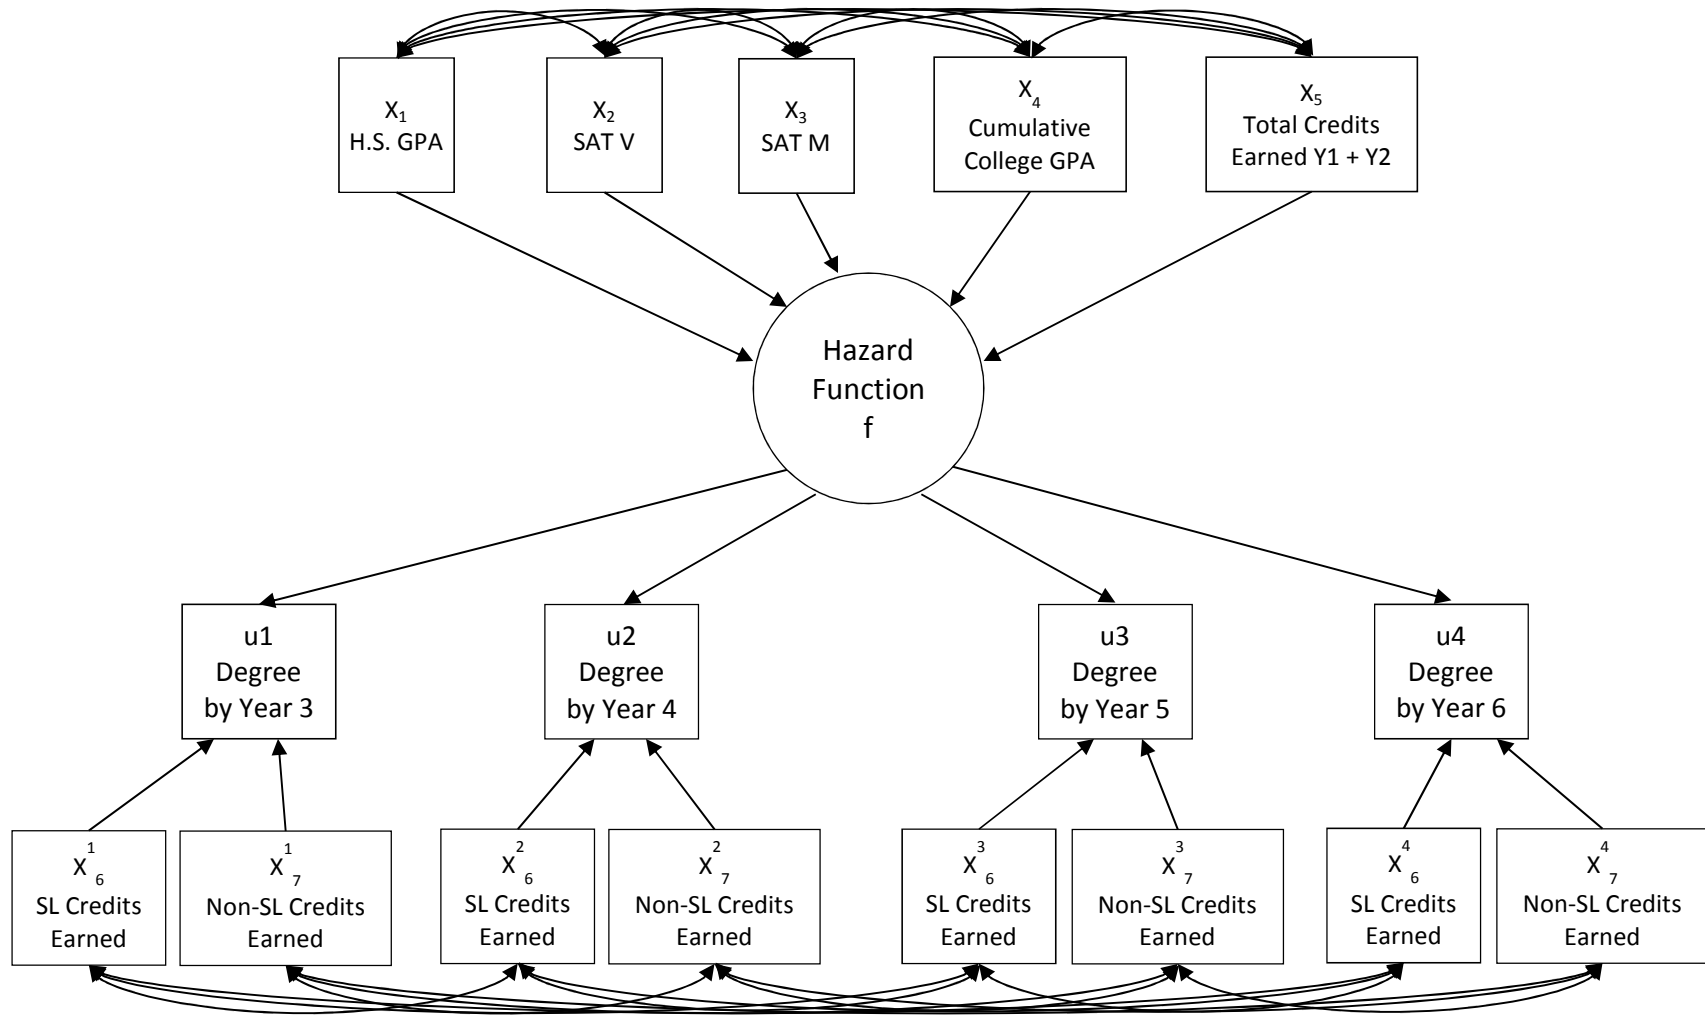 X₁
H.S. GPA
X₂
SAT V
X₃
SAT M
X₄
Cumulative
College GPA
X₅
Total Credits
Earned Y1 + Y2
Hazard
Function
f
u1
Degree
by Year 3
u2
Degree
by Year 4
u3
Degree
by Year 5
u4
Degree
by Year 6
X¹₆
SL Credits
Earned
X¹₇
Non-SL Credits
Earned
X²₆
SL Credits
Earned
X²₇
Non-SL Credits
Earned
X³₆
SL Credits
Earned
X³₇
Non-SL Credits
Earned
X⁴₆
SL Credits
Earned
X⁴₇
Non-SL Credits
Earned